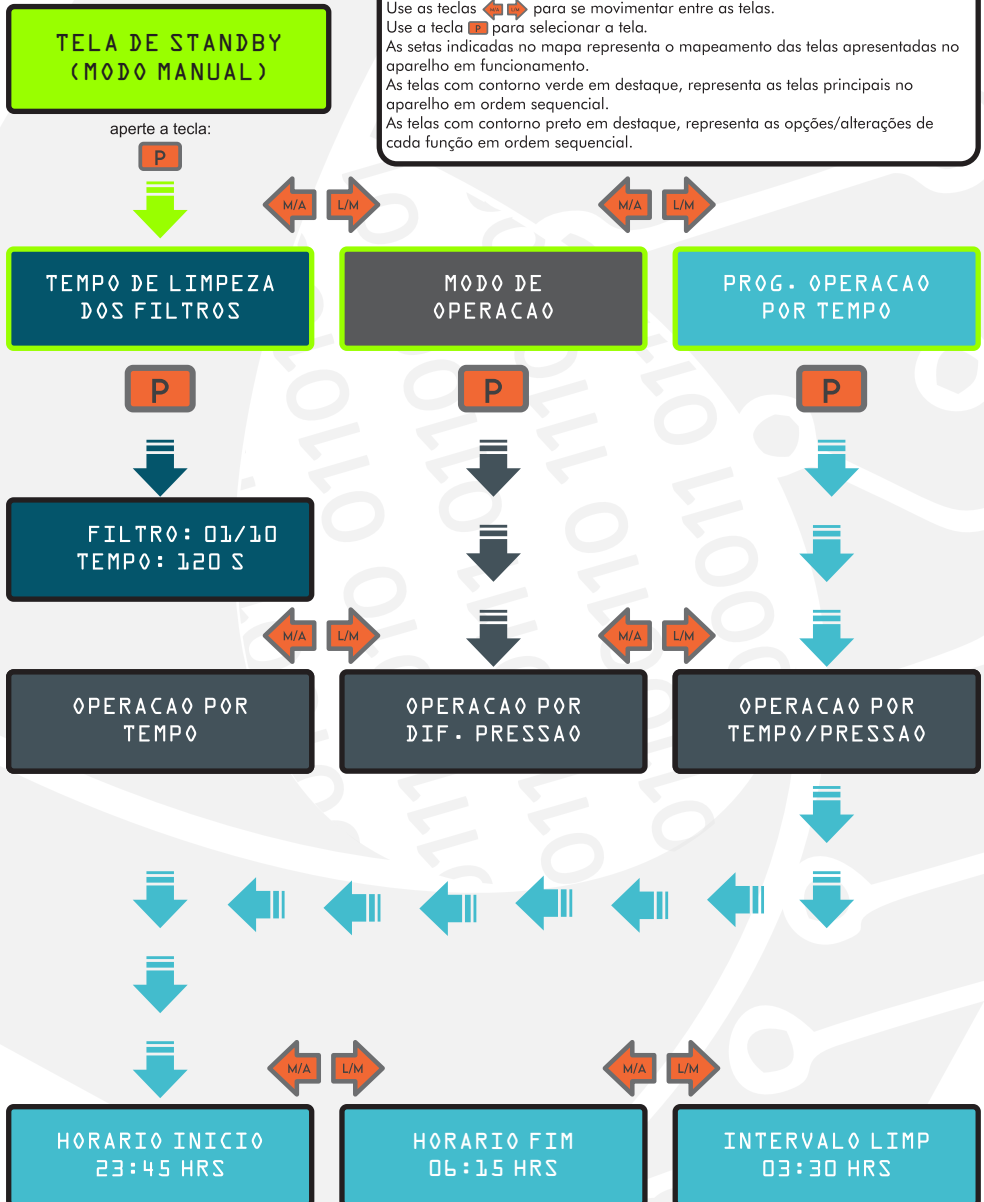 Use as teclas M/A L/M para se movimentar entre as telas.
Use a tecla P para selecionar a tela.
As setas indicadas no mapa representa o mapeamento das telas apresentadas no
aparelho em funcionamento.
As telas com contorno verde em destaque, representa as telas principais no
aparelho em ordem sequencial.
As telas com contorno preto em destaque, representa as opções/alterações de
cada função em ordem sequencial.
TELA DE STANDBY
(MODO MANUAL)
aperte a tecla:
P
M/A L/M
M/A L/M
TEMPO DE LIMPEZA
DOS FILTROS
MODO DE
OPERACAO
PROG. OPERACAO
POR TEMPO
P
P
P
FILTRO: 01/10
TEMPO: 120 S
M/A L/M
M/A L/M
OPERACAO POR
TEMPO
OPERACAO POR
DIF. PRESSAO
OPERACAO POR
TEMPO/PRESSAO
M/A L/M
M/A L/M
HORARIO INICIO
23:45 HRS
HORARIO FIM
06:15 HRS
INTERVALO LIMP
03:30 HRS